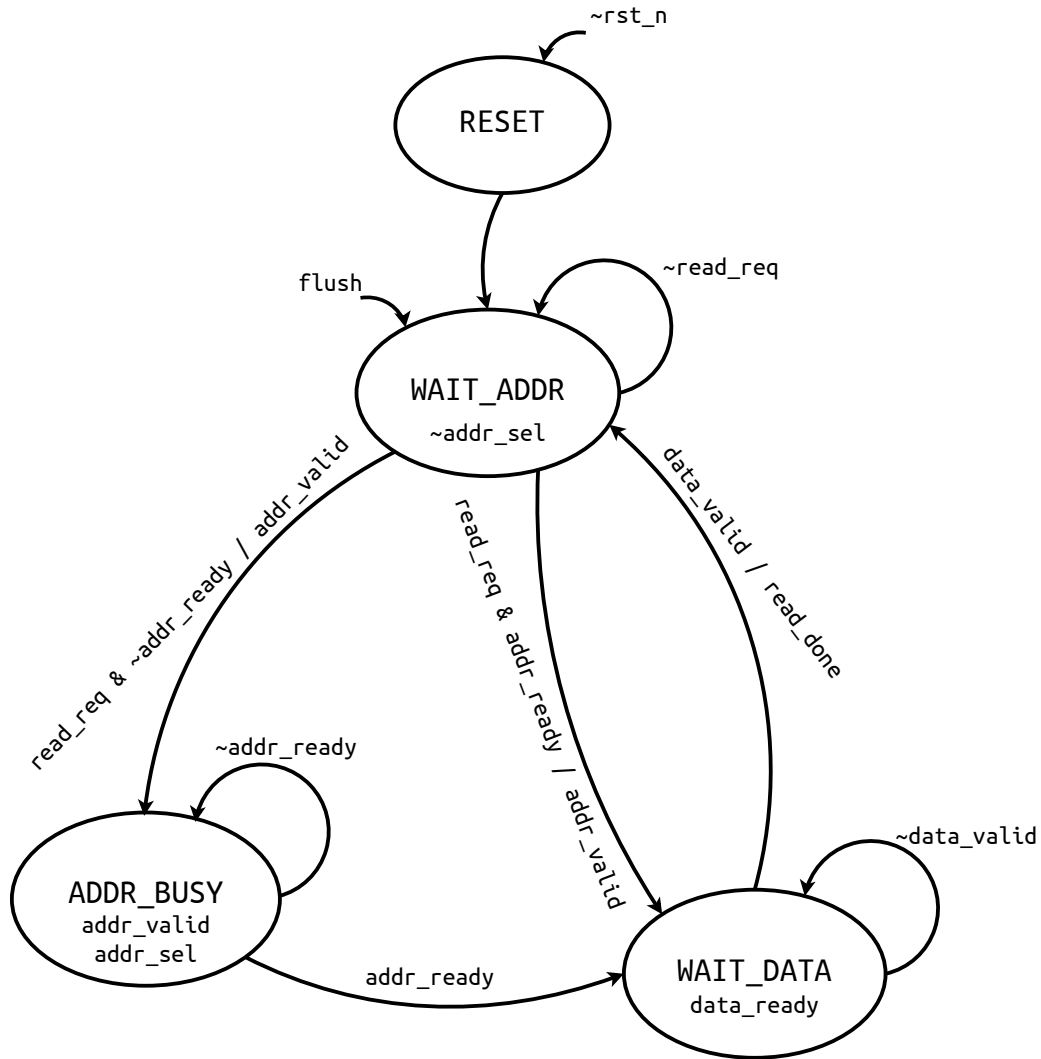 ~rst_n
RESET
~read_req
flush
WAIT_ADDR
~addr_sel
read_req & ~addr_ready / addr_valid
read_req & addr_ready / addr_valid
data_valid / read_done
~addr_ready
ADDR_BUSY
addr_valid
addr_sel
addr_ready
~data_valid
WAIT_DATA
data_ready